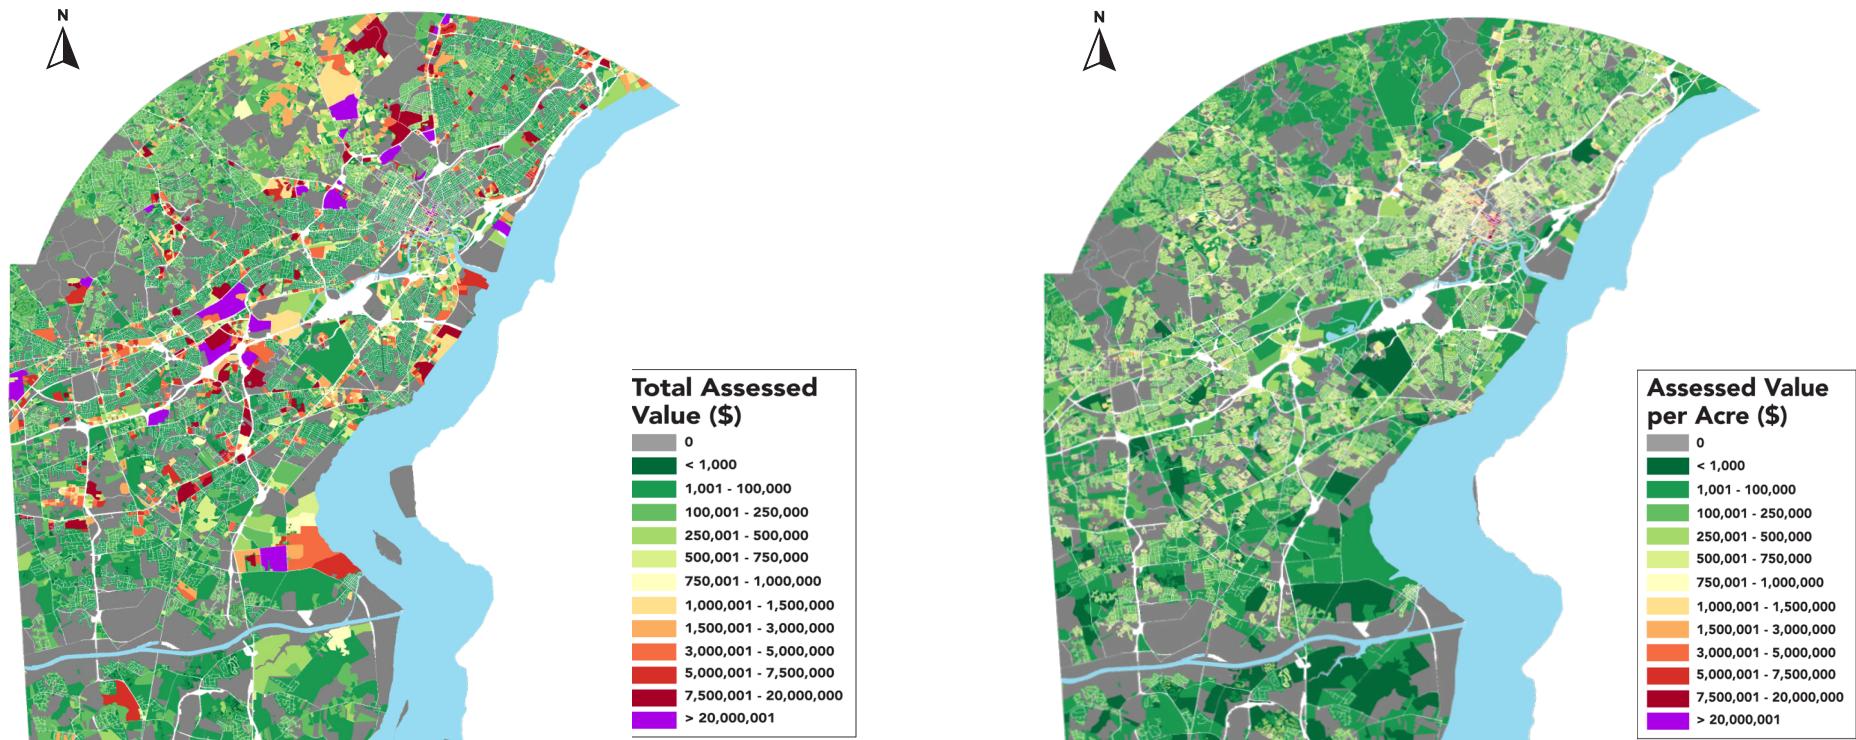 N
Total Assessed
Value ($)
0
< 1,000
1,001 - 100,000
100,001 - 250,000
250,001 - 500,000
500,001 - 750,000
750,001 - 1,000,000
1,000,001 - 1,500,000
1,500,001 - 3,000,000
3,000,001 - 5,000,000
5,000,001 - 7,500,000
7,500,001 - 20,000,000
> 20,000,001
N
Assessed Value
per Acre ($)
0
< 1,000
1,001 - 100,000
100,001 - 250,000
250,001 - 500,000
500,001 - 750,000
750,001 - 1,000,000
1,000,001 - 1,500,000
1,500,001 - 3,000,000
3,000,001 - 5,000,000
5,000,001 - 7,500,000
7,500,001 - 20,000,000
> 20,000,001